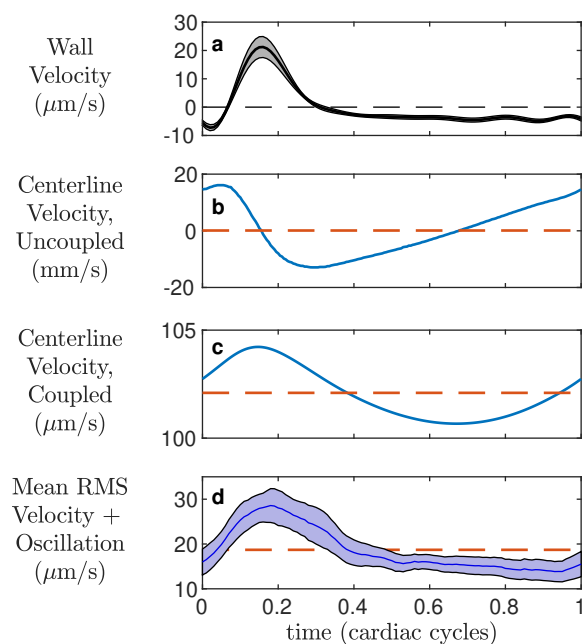 Wall
Velocity
(μm/s)
a
30
20
10
0
-10
Centerline
Velocity,
Uncoupled
(mm/s)
b
20
0
-20
Centerline
Velocity,
Coupled
(μm/s)
c
105
100
Mean RMS
Velocity +
Oscillation
(μm/s)
d
30
20
10
0 0.2 0.4 0.6 0.8 1
time (cardiac cycles)